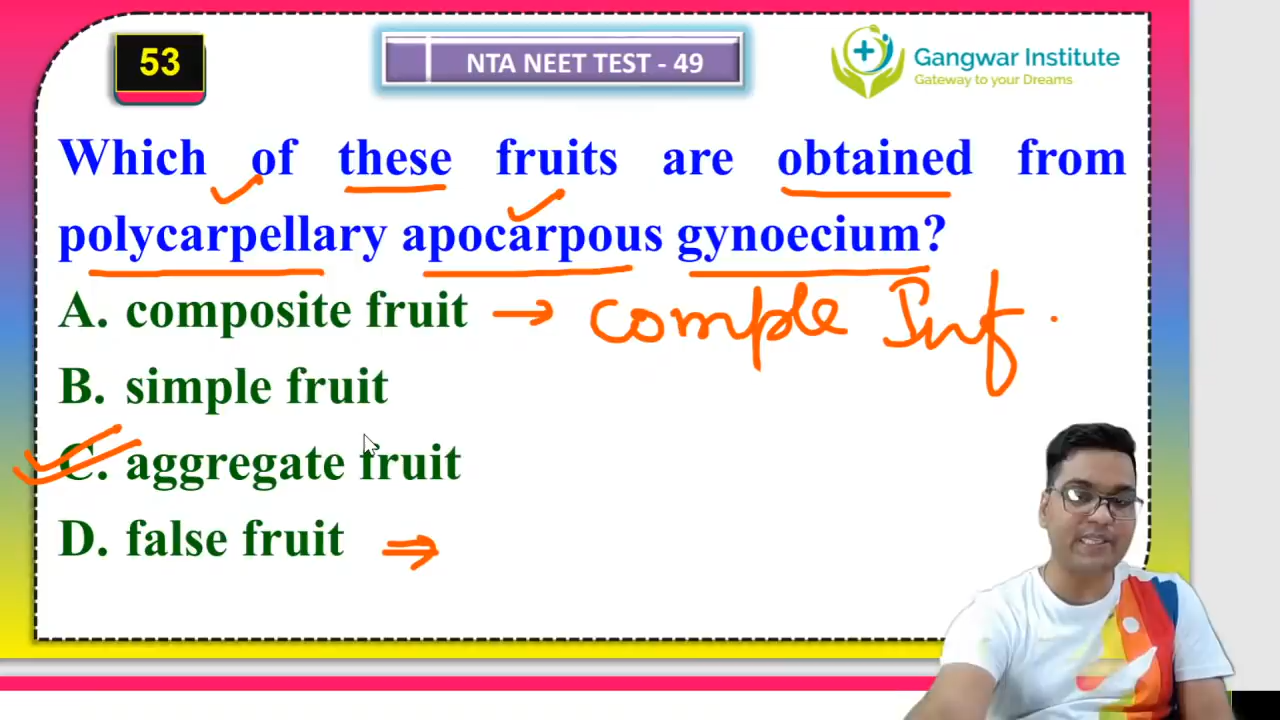 53
NTA NEET TEST - 49
Gangwar Institute
Gateway to your Dreams
Which of these fruits are obtained from
polycarpellary apocarpous gynoecium?
A. composite fruit → comple Inf.
B. simple fruit
C. aggregate fruit
D. false fruit ⇒